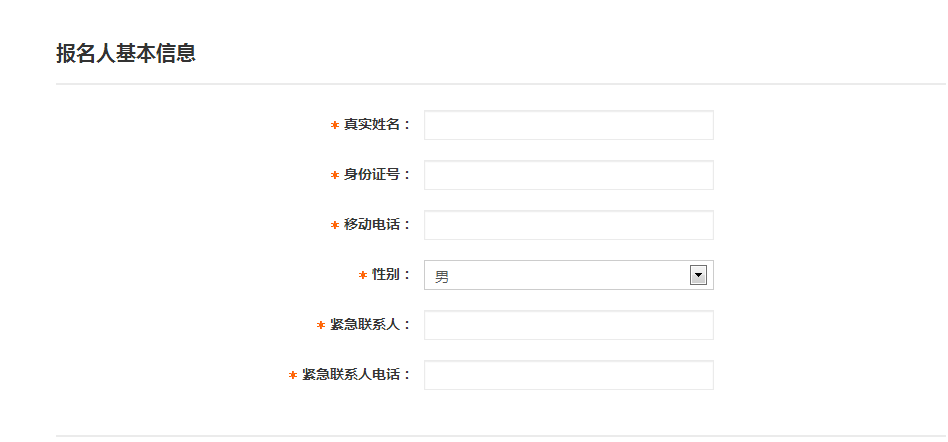 报名人基本信息
* 真实姓名：
* 身份证号：
* 移动电话：
* 性别： 男
* 紧急联系人：
* 紧急联系人电话：